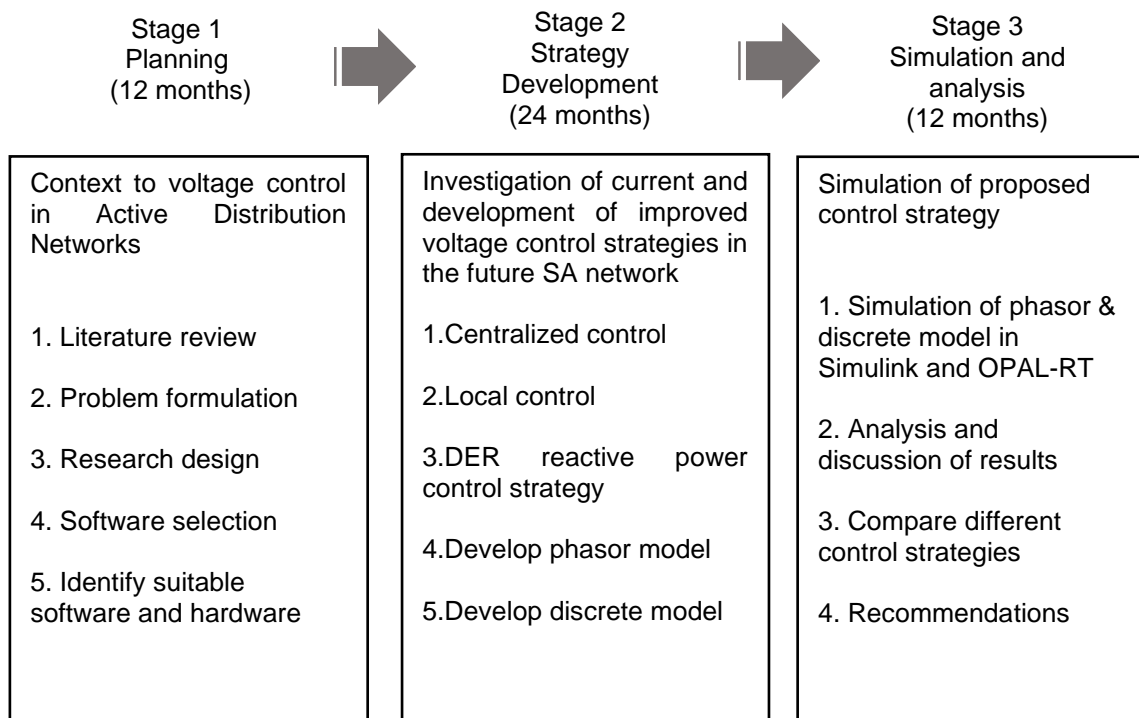 Stage 1
Planning
(12 months)
Stage 2
Strategy
Development
(24 months)
Stage 3
Simulation and
analysis
(12 months)
Context to voltage control
in Active Distribution
Networks
1. Literature review
2. Problem formulation
3. Research design
4. Software selection
5. Identify suitable
software and hardware
Investigation of current and
development of improved
voltage control strategies in
the future SA network
1.Centralized control
2.Local control
3.DER reactive power
control strategy
4.Develop phasor model
5.Develop discrete model
Simulation of proposed
control strategy
1. Simulation of phasor &
discrete model in
Simulink and OPAL-RT
2. Analysis and
discussion of results
3. Compare different
control strategies
4. Recommendations